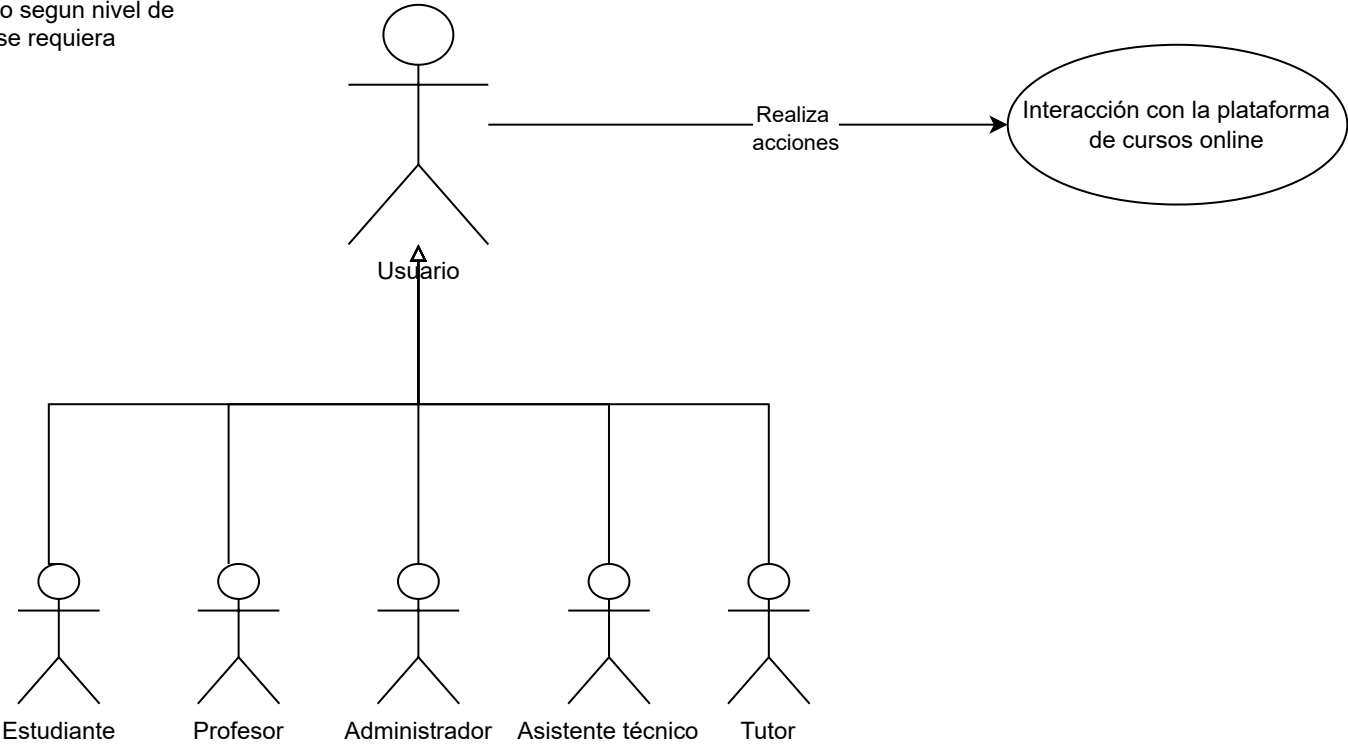 o segun nivel de
se requiera
Realiza
acciones
Interacción con la plataforma
de cursos online
Usuario
Estudiante
Profesor
Administrador
Asistente técnico
Tutor